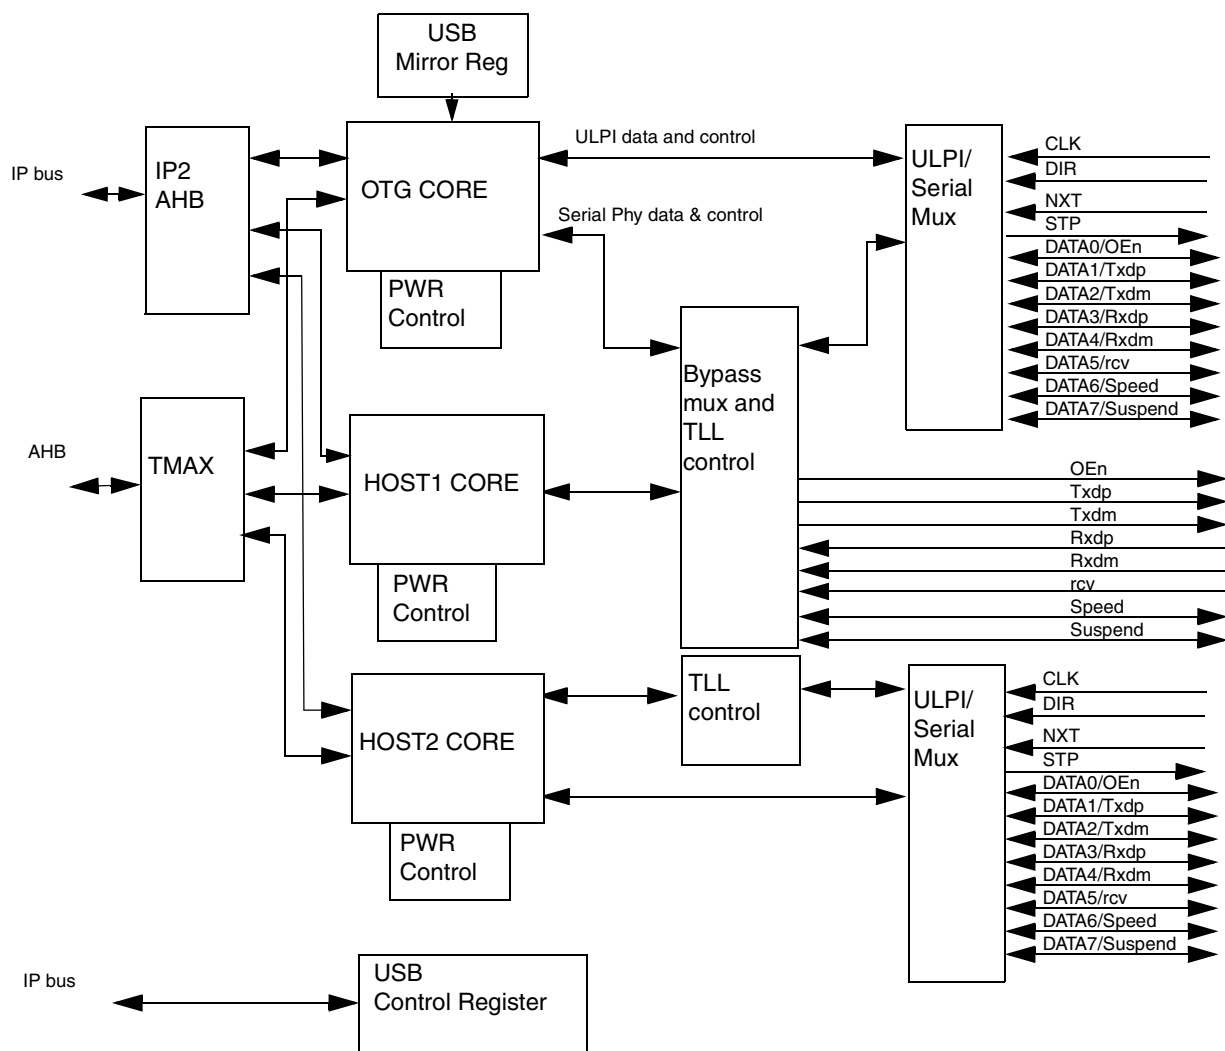 USB
Mirror Reg
IP bus
IP2
AHB
OTG CORE
PWR
Control
ULPI data and control
Serial Phy data & control
ULPI/
Serial
Mux
CLK
DIR
NXT
STP
DATA0/OEn
DATA1/Txdp
DATA2/Txdm
DATA3/Rxdp
DATA4/Rxdm
DATA5/rcv
DATA6/Speed
DATA7/Suspend
AHB
TMAX
HOST1 CORE
PWR
Control
Bypass
mux and
TLL
control
OEn
Txdp
Txdm
Rxdp
Rxdm
rcv
Speed
Suspend
HOST2 CORE
PWR
Control
TLL
control
ULPI/
Serial
Mux
CLK
DIR
NXT
STP
DATA0/OEn
DATA1/Txdp
DATA2/Txdm
DATA3/Rxdp
DATA4/Rxdm
DATA5/rcv
DATA6/Speed
DATA7/Suspend
IP bus
USB
Control Register